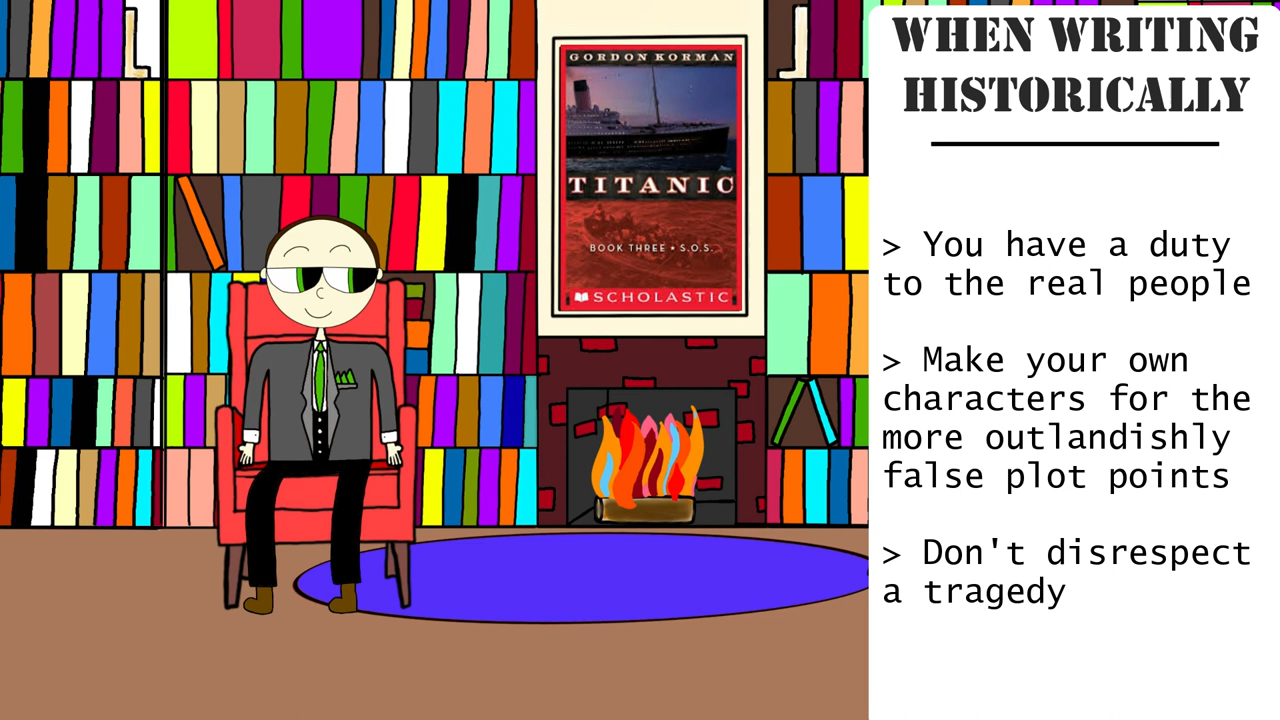 GORDON KORMAN
TITANIC
BOOK THREE • S.O.S.
SCHOLASTIC
WHEN WRITING
HISTORICALLY
> You have a duty
to the real people
> Make your own
characters for the
more outlandishly
false plot points
> Don't disrespect
a tragedy